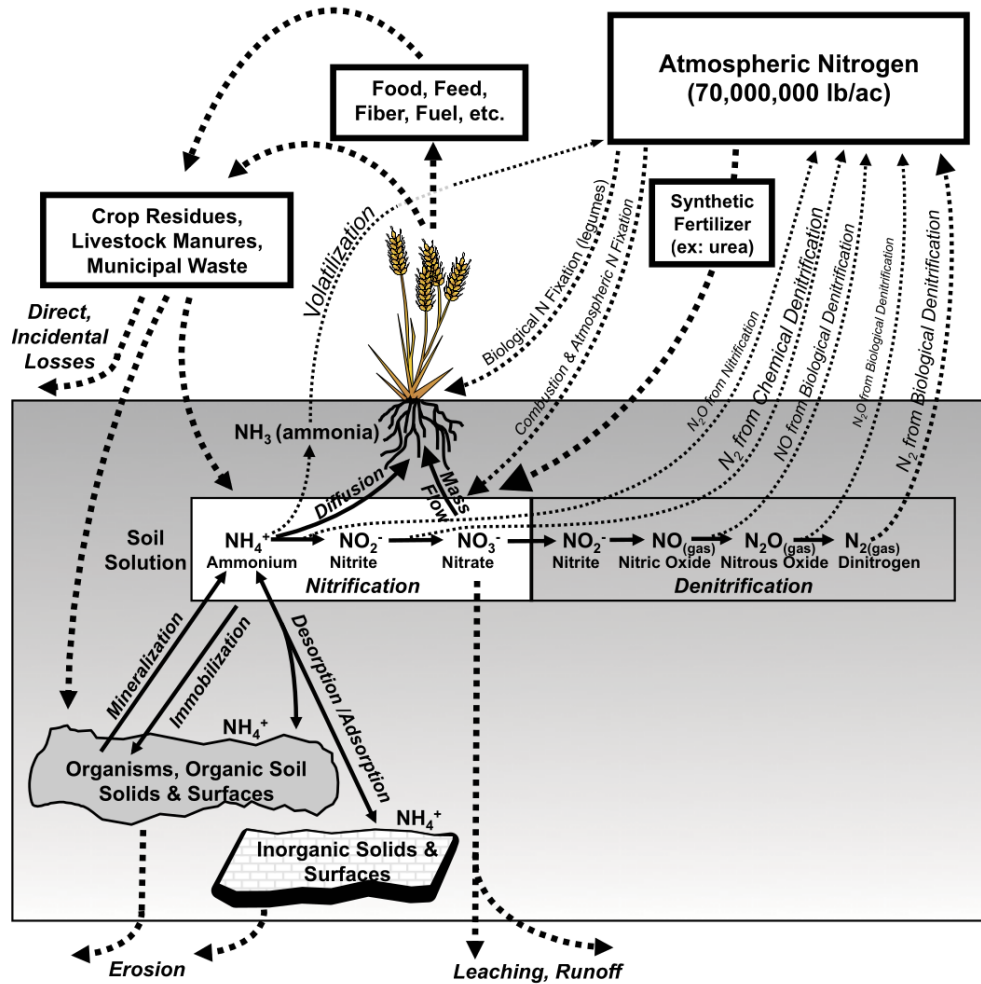 Food, Feed,
Fiber, Fuel, etc.
Atmospheric Nitrogen
(70,000,000 lb/ac)
Crop Residues,
Livestock Manures,
Municipal Waste
Synthetic
Fertilizer
(ex: urea)
Direct,
Incidental
Losses
Volatilization
Biological N Fixation (legumes)
Combustion & Atmospheric N Fixation
N₂O from Nitrification
N₂ from Chemical Denitrification
NO from Biological Denitrification
N₂O from Biological Denitrification
N₂ from Biological Denitrification
NH₃ (ammonia)
Diffusion
Mass
Flow
Soil
Solution
NH₄⁺
Ammonium
NO₂⁻
Nitrite
NO₃⁻
Nitrate
Nitrification
NO₂⁻
Nitrite
NO(gas)
Nitric Oxide
N₂O(gas)
Nitrous Oxide
N₂(gas)
Dinitrogen
Denitrification
Mineralization
Immobilization
Desorption /Adsorption
NH₄⁺
Organisms, Organic Soil
Solids & Surfaces
NH₄⁺
Inorganic Solids &
Surfaces
Erosion
Leaching, Runoff